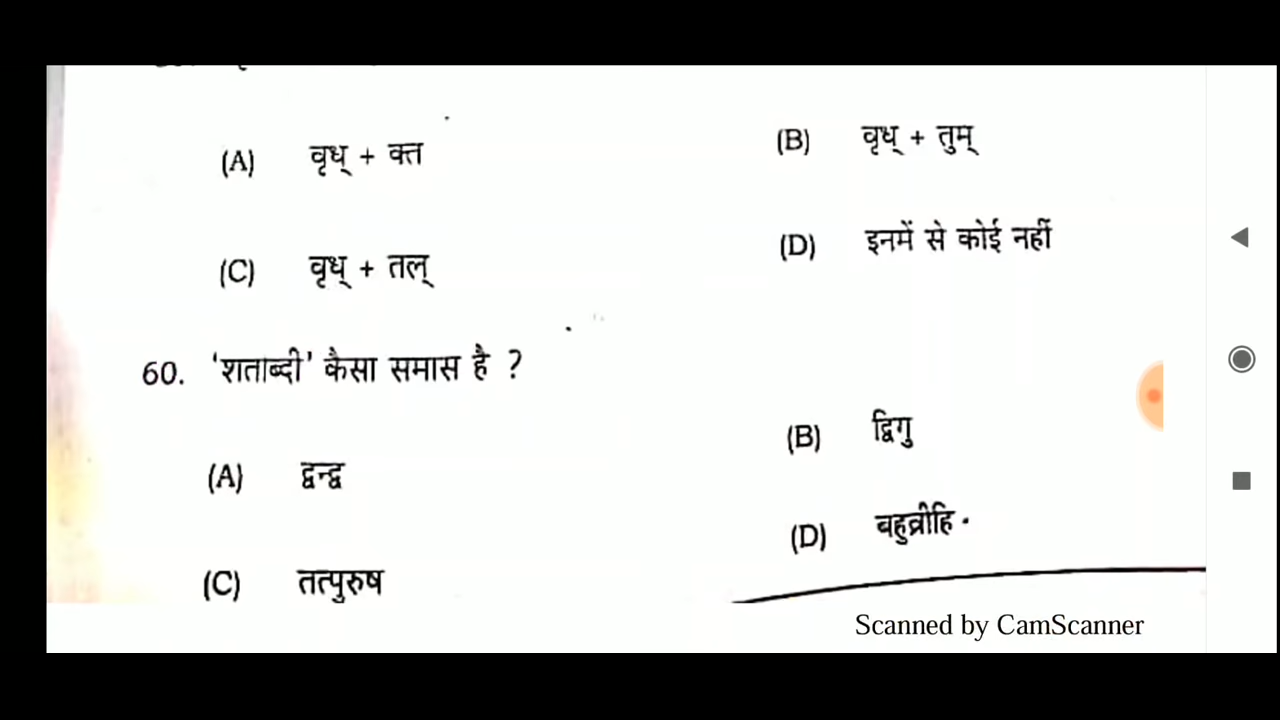 (A) वृध् + क्त (B) वृध् + तुम्
(C) वृध् + तल् (D) इनमें से कोई नहीं
60. 'शताब्दी' कैसा समास है ?
(A) द्वन्द्व (B) द्विगु
(C) तत्पुरुष (D) बहुव्रीहि
Scanned by CamScanner